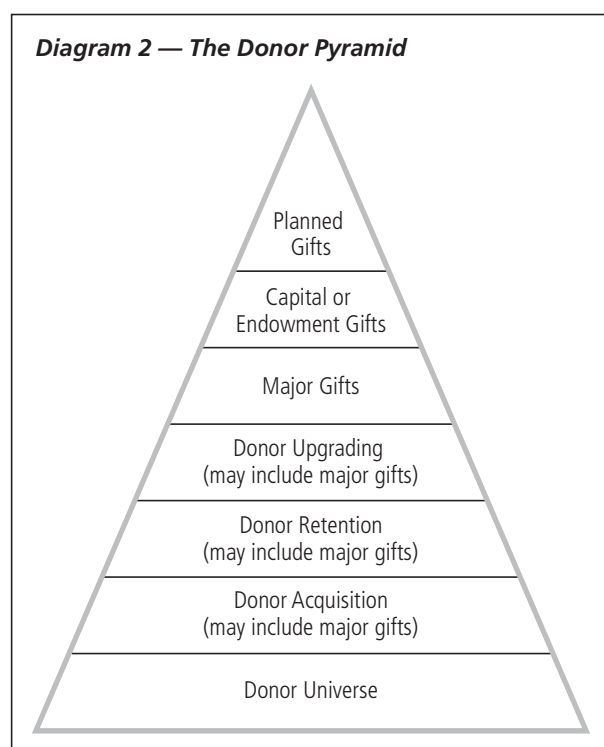 Diagram 2 — The Donor Pyramid
Planned
Gifts
Capital or
Endowment Gifts
Major Gifts
Donor Upgrading
(may include major gifts)
Donor Retention
(may include major gifts)
Donor Acquisition
(may include major gifts)
Donor Universe